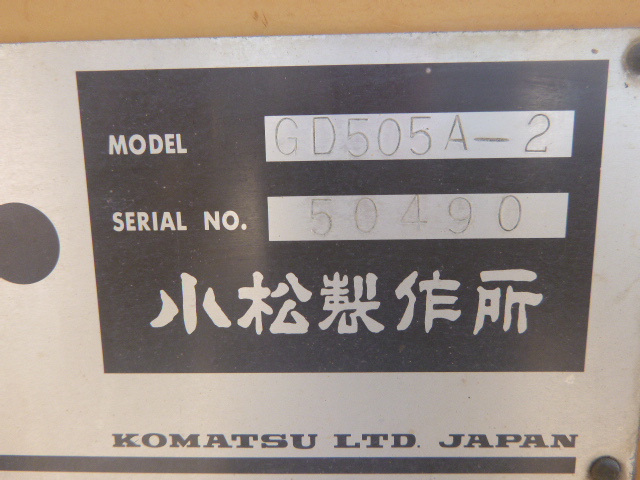 MODEL GD505A-2
SERIAL NO. 50490
小松製作所
KOMATSU LTD. JAPAN